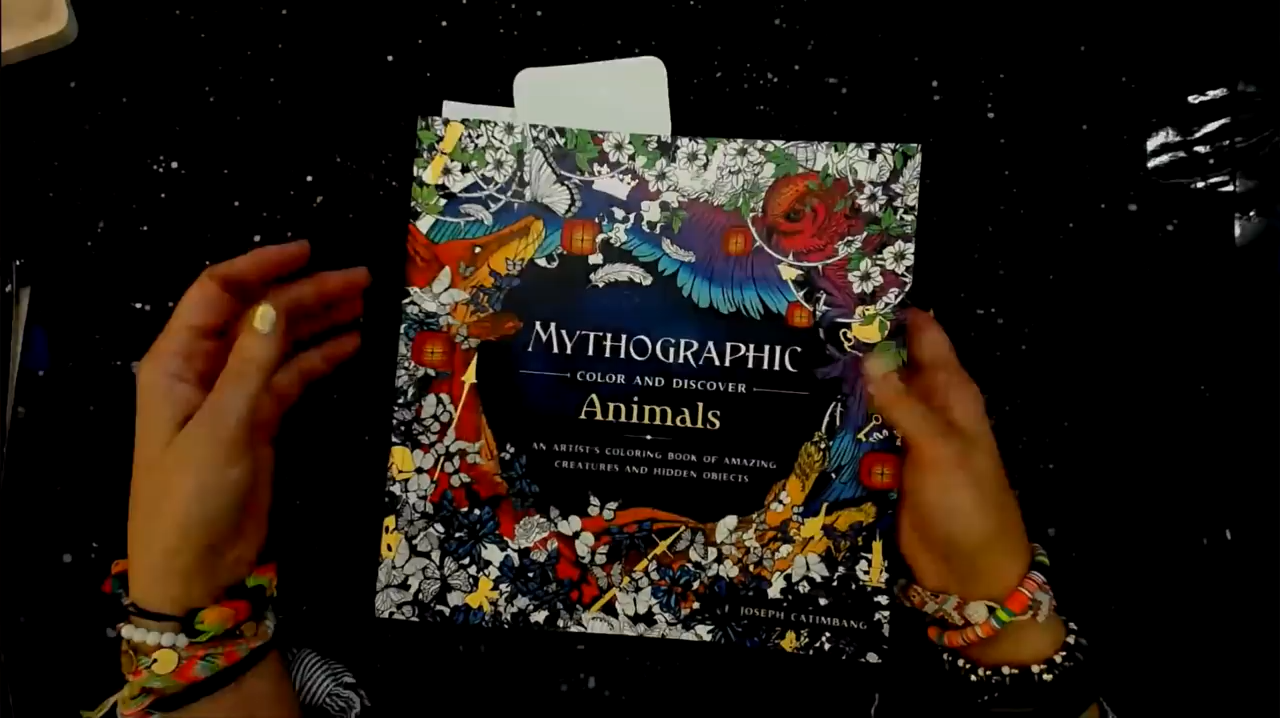 MYTHOGRAPHIC
COLOR AND DISCOVER
Animals
AN ARTIST'S COLORING BOOK OF AMAZING
CREATURES AND HIDDEN OBJECTS
JOSEPH CATIMBANG